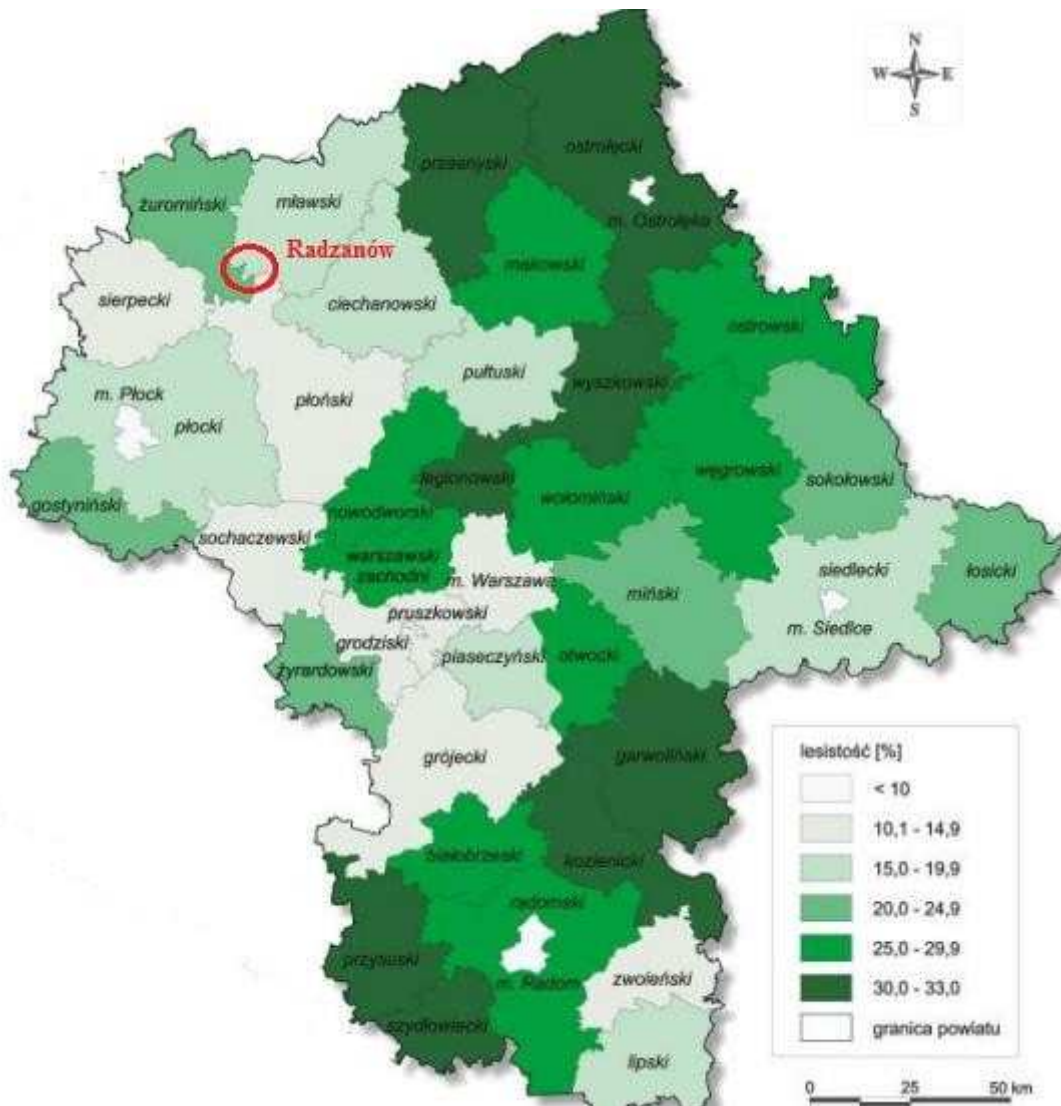 N
W E
S
przasnyski
ostrołęcki
żuromiński
mławski
m. Ostrołęka
Radzanów
makowski
sierpecki
ciechanowski
ostrowski
pułtuski
wyszkowski
m. Płock
płoński
płocki
węgrowski
sokołowski
legionowski
wołomiński
gostyniński
nowodworski
sochaczewski
warszawski
zachodni
m. Warszawa
siedlecki
łosicki
miński
pruszkowski
m. Siedlce
grodziski
piaseczyński
otwocki
żyrardowski
grójecki
garwoliński
lesistość [%]
< 10
10,1 - 14,9
15,0 - 19,9
20,0 - 24,9
25,0 - 29,9
30,0 - 33,0
granica powiatu
białobrzeski
kozienicki
radomski
przysuski
m. Radom
zwoleński
szydłowiecki
lipski
0 25 50 km